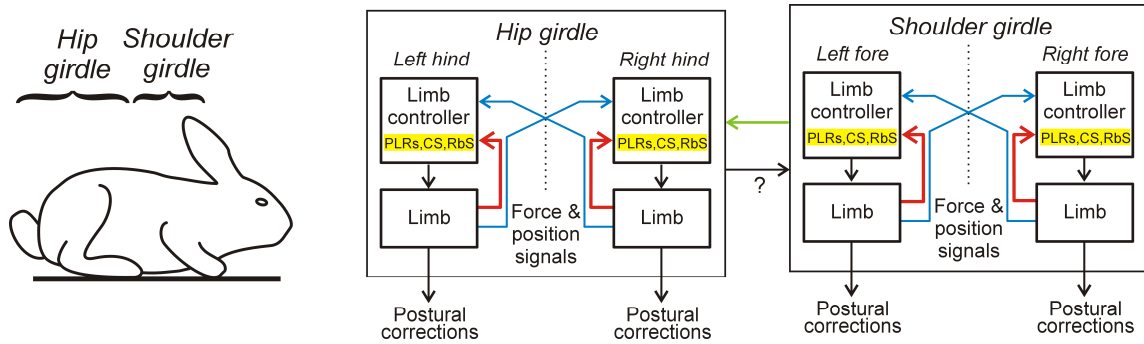 Hip
girdle
Shoulder
girdle
Hip girdle
Left hind
Right hind
Limb
controller
PLRs,CS,RbS
Limb
controller
PLRs,CS,RbS
Limb
Force &
position
signals
Limb
Postural
corrections
Postural
corrections
?
Shoulder girdle
Left fore
Right fore
Limb
controller
PLRs,CS,RbS
Limb
controller
PLRs,CS,RbS
Limb
Force &
position
signals
Limb
Postural
corrections
Postural
corrections